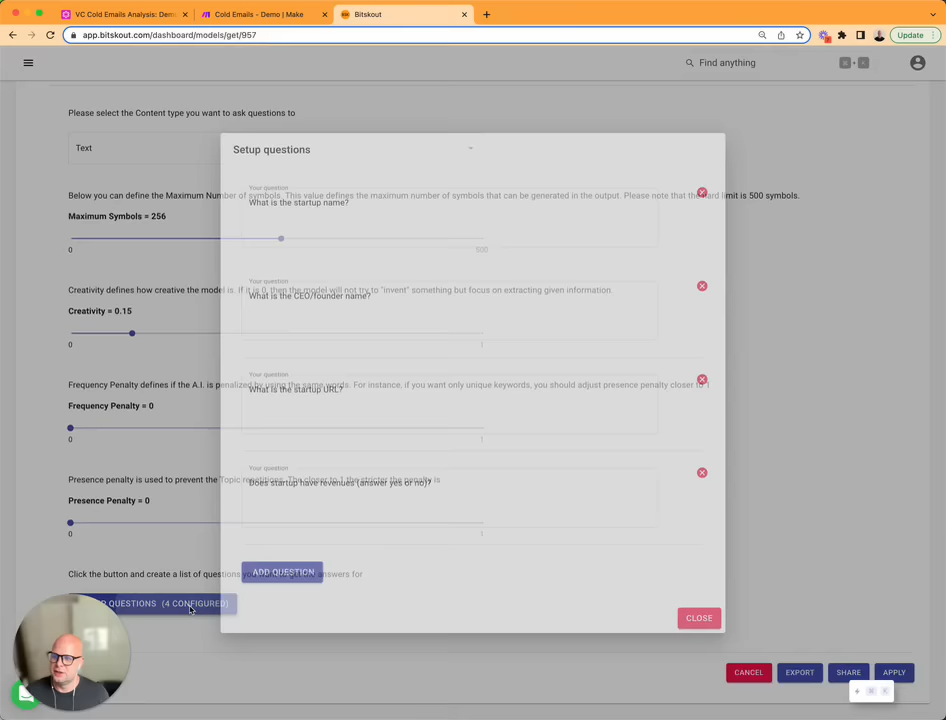 VC Cold Emails Analysis: Dem
Cold Emails - Demo | Make
Bitskout
app.bitskout.com/dashboard/models/get/957
Update
Find anything
⌘ + K
Please select the Content type you want to ask questions to
Text
Setup questions
Below you can define the Maximum Number of symbols. This value defines the maximum number of symbols that can be generated in the output. Please note that the hard limit is 500 symbols.
Your question
What is the startup name?
Maximum Symbols = 256
0
500
Your question
Creativity defines how creative the model is. If it is 0, then the model will not try to "invent" something but focus on extracting given information.
What is the CEO/founder name?
Creativity = 0.15
0
1
Your question
Frequency Penalty defines if the A.I. is penalized by using the same words. For instance, if you want only unique keywords, you should adjust presence penalty closer to 1
What is the startup URL?
Frequency Penalty = 0
0
1
Your question
Presence penalty is used to prevent the Topic repetitions. The closer to 1 the stricter the penalty is
Does startup have revenues (answer yes or no)?
Presence Penalty = 0
0
1
ADD QUESTION
Click the button and create a list of questions you want to get the answers for
QUESTIONS (4 CONFIGURED)
CLOSE
CANCEL
EXPORT
SHARE
APPLY
+ ⌘ K